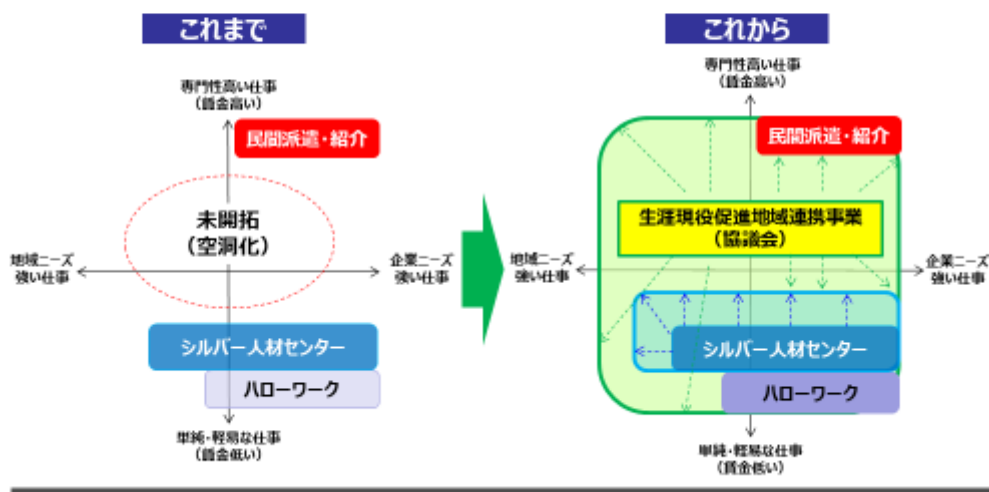 これまで
専門性高い仕事
(賃金高い)
民間派遣・紹介
未開拓
(空洞化)
地域ニーズ
強い仕事
企業ニーズ
強い仕事
シルバー人材センター
ハローワーク
単純・軽易な仕事
(賃金低い)
これから
専門性高い仕事
(賃金高い)
民間派遣・紹介
生涯現役促進地域連携事業
(協議会)
地域ニーズ
強い仕事
企業ニーズ
強い仕事
シルバー人材センター
ハローワーク
単純・軽易な仕事
(賃金低い)